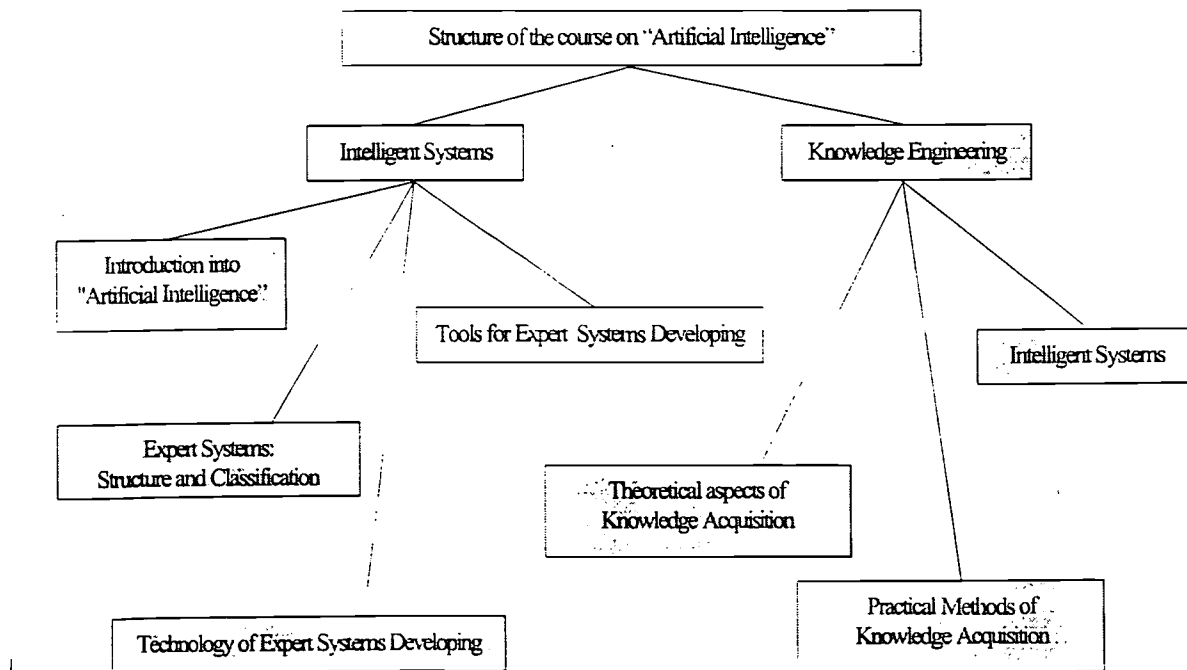 Structure of the course on “Artificial Intelligence”
Intelligent Systems
Knowledge Engineering
Introduction into
"Artificial Intelligence”
Tools for Expert Systems Developing
Intelligent Systems
Expert Systems:
Structure and Classification
Theoretical aspects of
Knowledge Acquisition
Technology of Expert Systems Developing
Practical Methods of
Knowledge Acquisition